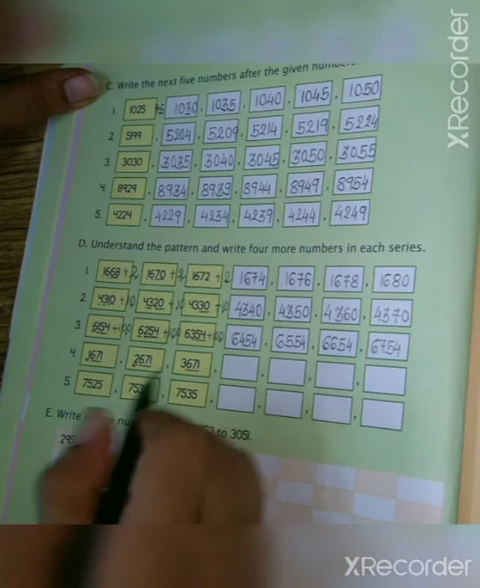 XRecorder
C. Write the next five numbers after the given number
1. 1025 +5 1030, 1035, 1040, 1045, 1050
2. 5199, 5204, 5209, 5214, 5219, 5224
3. 3030, 3035, 3040, 3045, 3050, 3055
4. 8929, 8934, 8939, 8944, 8949, 8954
5. 4224, 4229, 4234, 4239, 4244, 4249
D. Understand the pattern and write four more numbers in each series.
1. 1668 +2, 1670 +2, 1672 +2 1674, 1676, 1678, 1680
2. 4310 +10 4320 +10 4330 +10 4340, 4350, 4360, 4370
3. 6154 +100 6254 +100 6354 +100 6454, 6554, 6654, 6754
4. 1671, 2671, 3671,
5. 7525, 7535,
E. Write to 3051.
XRecorder